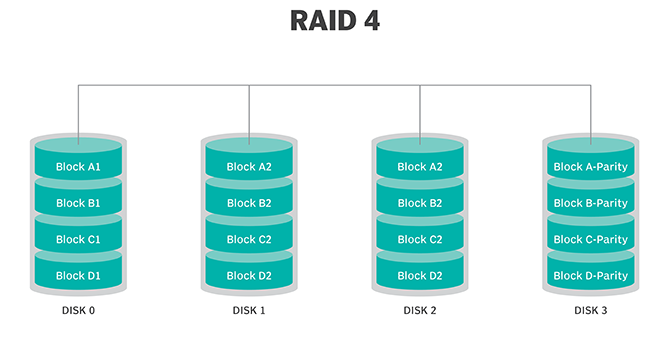 RAID 4
Block A1
Block B1
Block C1
Block D1
DISK 0
Block A2
Block B2
Block C2
Block D2
DISK 1
Block A2
Block B2
Block C2
Block D2
DISK 2
Block A-Parity
Block B-Parity
Block C-Parity
Block D-Parity
DISK 3